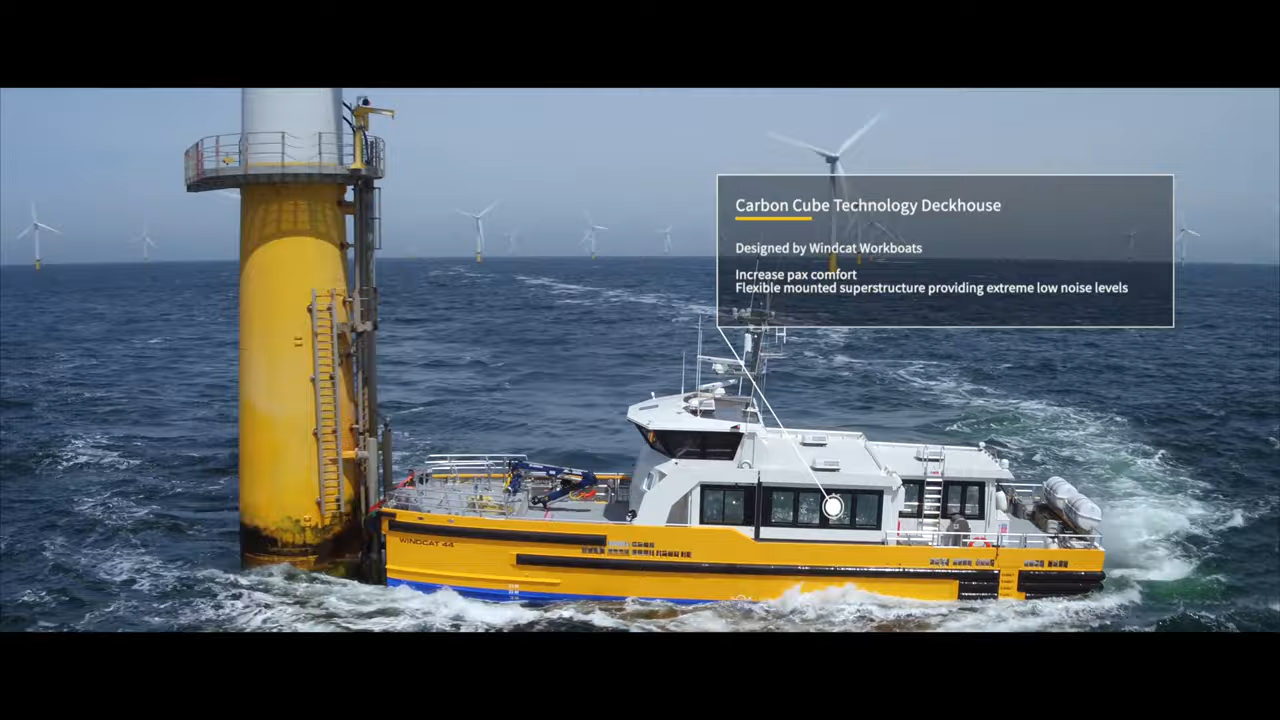 Carbon Cube Technology Deckhouse
Designed by Windcat Workboats
Increase pax comfort
Flexible mounted superstructure providing extreme low noise levels
WINDCAT 44